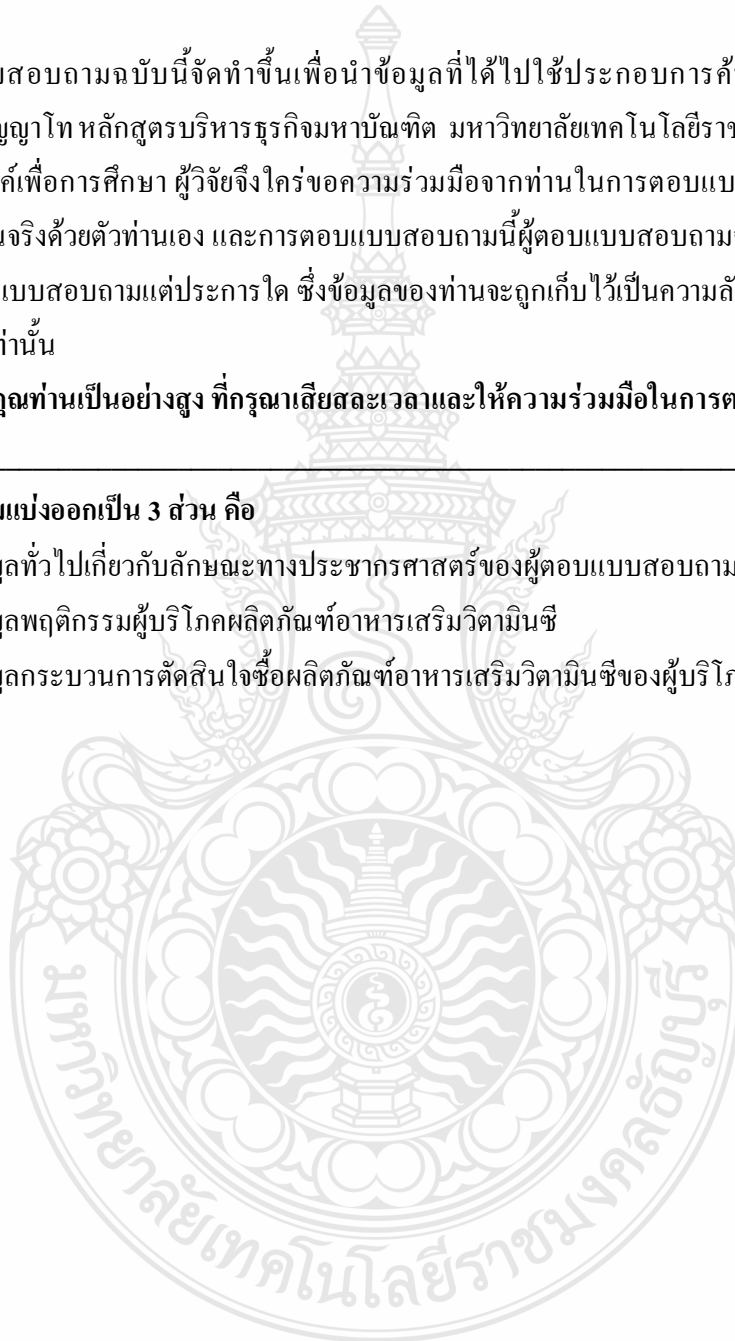 บสอบถามฉบับนี้จัดทำขึ้นเพื่อนำข้อมูลที่ได้ไปใช้ประกอบการค้
ญญาโท หลักสูตรบริหารธุรกิจมหาบัณฑิต มหาวิทยาลัยเทคโนโลยีราช
ค์เพื่อการศึกษา ผู้วิจัยจึงใคร่ขอความร่วมมือจากท่านในการตอบแบ
นจริงด้วยตัวท่านเอง และการตอบแบบสอบถามนี้ผู้ตอบแบบสอบถาม
แบบสอบถามแต่ประการใด ซึ่งข้อมูลของท่านจะถูกเก็บไว้เป็นความลั
ท่านั้น
คุณท่านเป็นอย่างสูง ที่กรุณาเสียสละเวลาและให้ความร่วมมือในการต
มแบ่งออกเป็น 3 ส่วน คือ
มูลทั่วไปเกี่ยวกับลักษณะทางประชากรศาสตร์ของผู้ตอบแบบสอบถาม
มูลพฤติกรรมผู้บริโภคผลิตภัณฑ์อาหารเสริมวิตามินซี
มูลกระบวนการตัดสินใจซื้อผลิตภัณฑ์อาหารเสริมวิตามินซีของผู้บริโภ
มหาวิทยาลัยเทคโนโลยีราชมงคลธัญบุรี